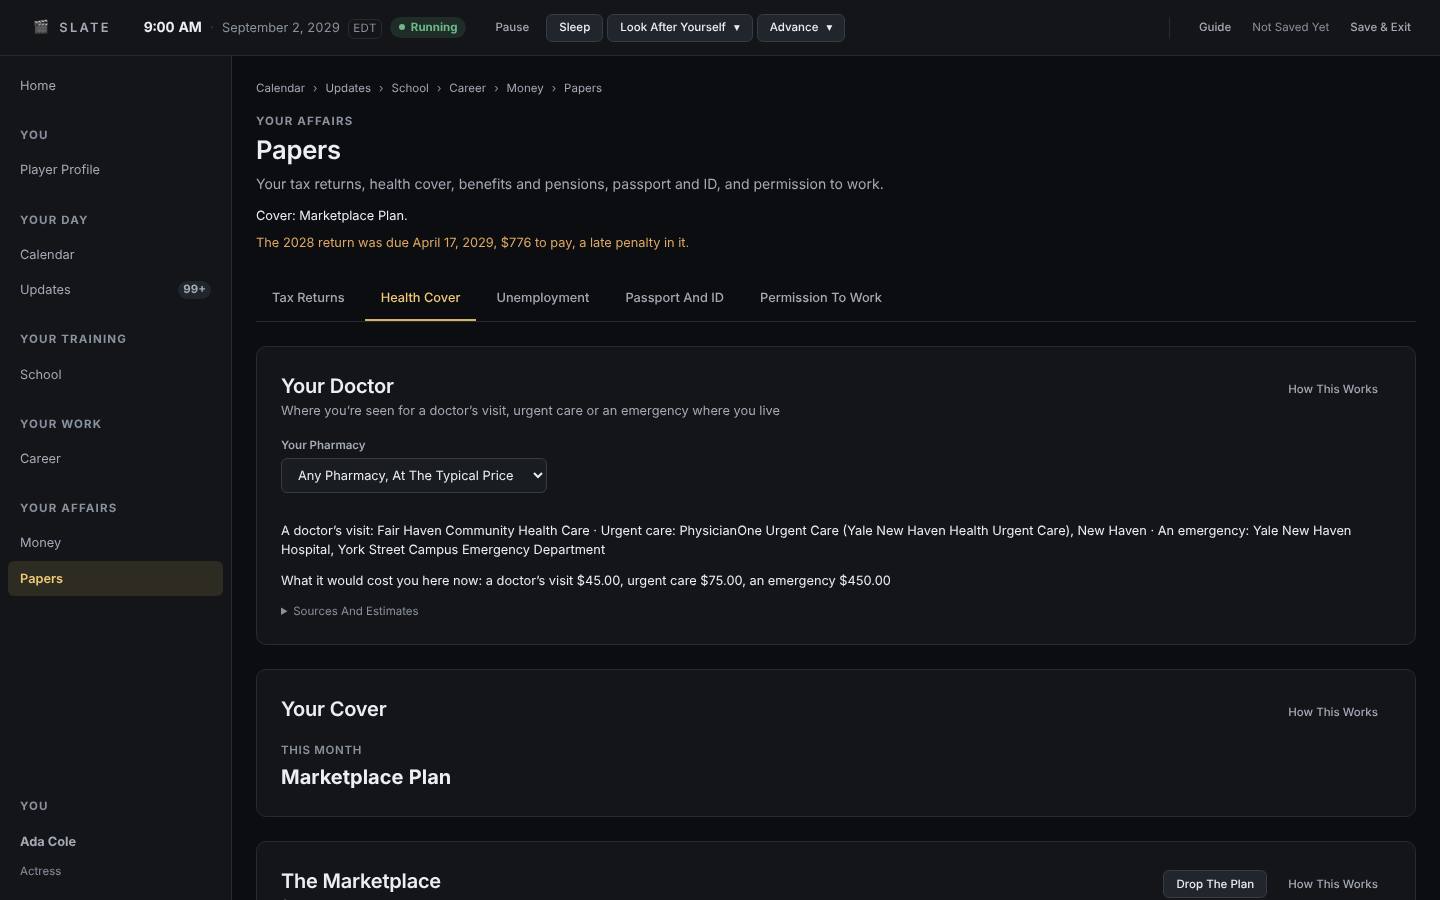 SLATE
9:00 AM · September 2, 2029 EDT Running Pause Sleep Look After Yourself ▾ Advance ▾ Guide Not Saved Yet Save & Exit
Home
YOU
Player Profile
YOUR DAY
Calendar
Updates 99+
YOUR TRAINING
School
YOUR WORK
Career
YOUR AFFAIRS
Money
Papers
YOU
Ada Cole
Actress
Calendar › Updates › School › Career › Money › Papers
YOUR AFFAIRS
Papers
Your tax returns, health cover, benefits and pensions, passport and ID, and permission to work.
Cover: Marketplace Plan.
The 2028 return was due April 17, 2029, $776 to pay, a late penalty in it.
Tax Returns Health Cover Unemployment Passport And ID Permission To Work
Your Doctor
How This Works
Where you’re seen for a doctor’s visit, urgent care or an emergency where you live
Your Pharmacy
Any Pharmacy, At The Typical Price
A doctor’s visit: Fair Haven Community Health Care · Urgent care: PhysicianOne Urgent Care (Yale New Haven Health Urgent Care), New Haven · An emergency: Yale New Haven
Hospital, York Street Campus Emergency Department
What it would cost you here now: a doctor’s visit $45.00, urgent care $75.00, an emergency $450.00
Sources And Estimates
Your Cover
How This Works
THIS MONTH
Marketplace Plan
The Marketplace
Drop The Plan How This Works